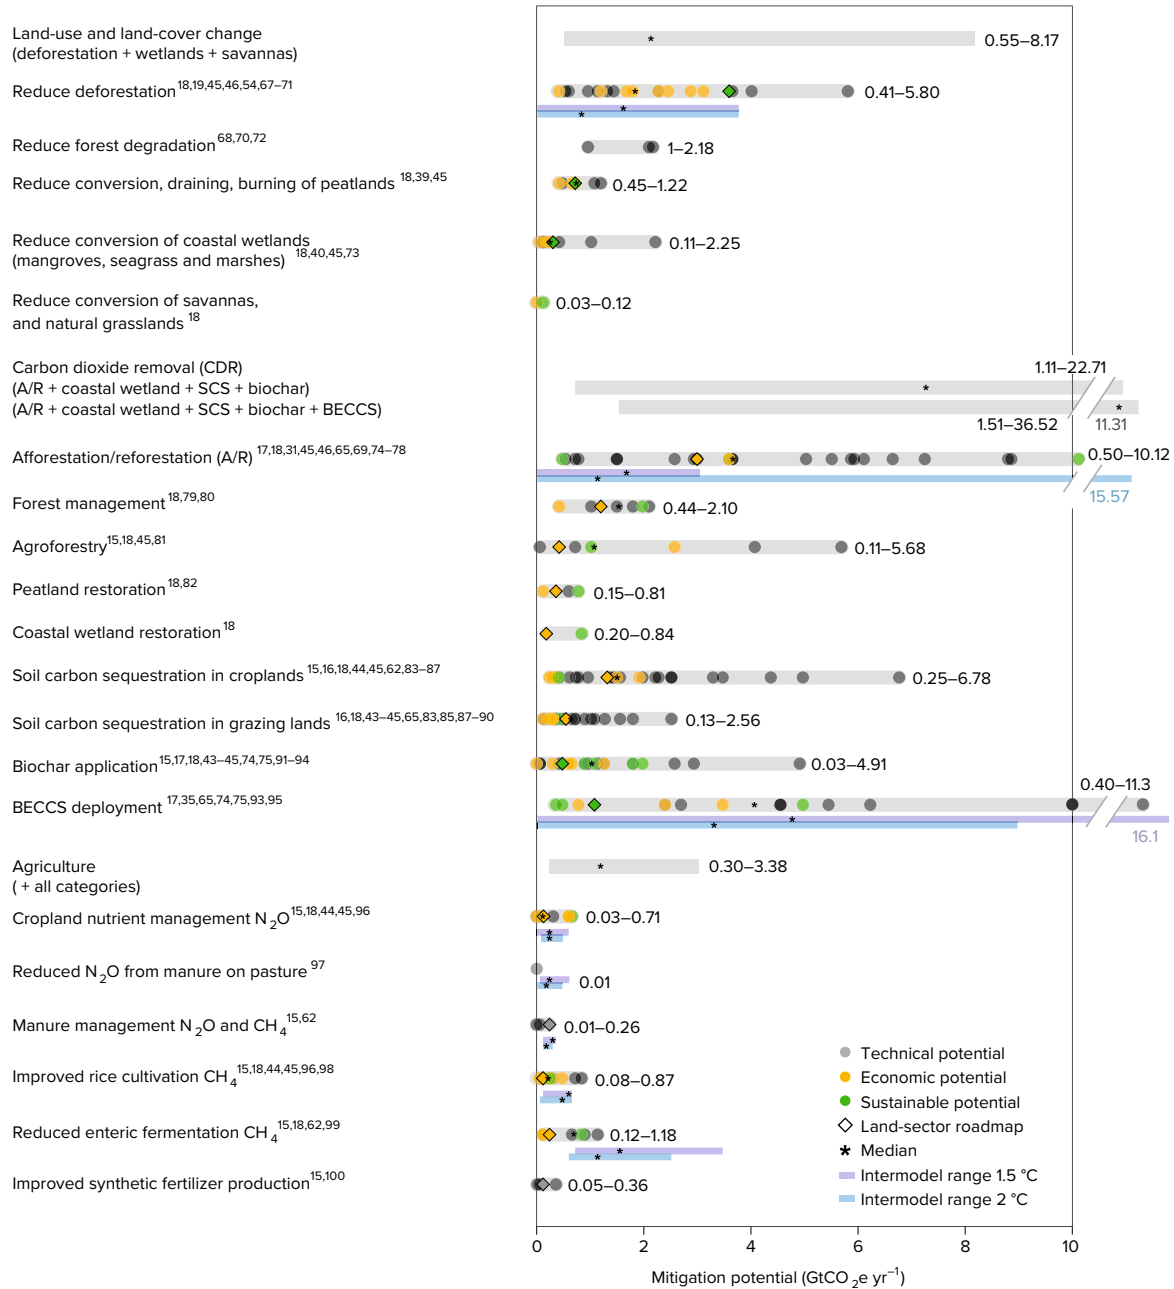 Land-use and land-cover change
(deforestation + wetlands + savannas)
0.55–8.17
Reduce deforestation18,19,45,46,54,67–71
0.41–5.80
Reduce forest degradation68,70,72
1–2.18
Reduce conversion, draining, burning of peatlands 18,39,45
0.45–1.22
Reduce conversion of coastal wetlands
(mangroves, seagrass and marshes) 18,40,45,73
0.11–2.25
Reduce conversion of savannas,
and natural grasslands 18
0.03–0.12
Carbon dioxide removal (CDR)
1.11–22.71
(A/R + coastal wetland + SCS + biochar)
(A/R + coastal wetland + SCS + biochar + BECCS)
1.51–36.52
11.31
Afforestation/reforestation (A/R) 17,18,31,45,46,65,69,74–78
0.50–10.12
15.57
Forest management18,79,80
0.44–2.10
Agroforestry15,18,45,81
0.11–5.68
Peatland restoration18,82
0.15–0.81
Coastal wetland restoration18
0.20–0.84
Soil carbon sequestration in croplands 15,16,18,44,45,62,83–87
0.25–6.78
Soil carbon sequestration in grazing lands 16,18,43–45,65,83,85,87–90
0.13–2.56
Biochar application15,17,18,43–45,74,75,91–94
0.03–4.91
BECCS deployment 17,35,65,74,75,93,95
0.40–11.3
16.1
Agriculture
( + all categories)
0.30–3.38
Cropland nutrient management N2O15,18,44,45,96
0.03–0.71
Reduced N2O from manure on pasture 97
0.01
Manure management N2O and CH4 15,62
0.01–0.26
Improved rice cultivation CH4 15,18,44,45,96,98
0.08–0.87
Reduced enteric fermentation CH4 15,18,62,99
0.12–1.18
Improved synthetic fertilizer production15,100
0.05–0.36
Technical potential
Economic potential
Sustainable potential
Land-sector roadmap
Median
Intermodel range 1.5 °C
Intermodel range 2 °C
0 2 4 6 8 10
Mitigation potential (GtCO2e yr–1)